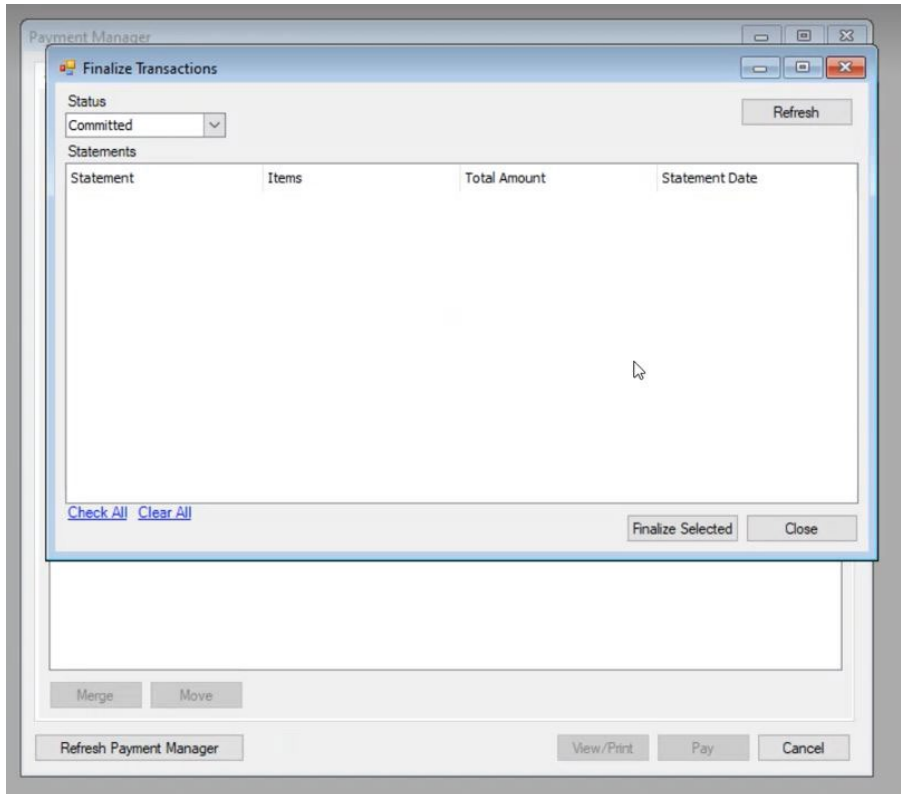 Payment Manager
Finalize Transactions
Status
Refresh
Committed
Statements
Statement Items Total Amount Statement Date
Check All Clear All
Finalize Selected Close
Merge Move
Refresh Payment Manager View/Print Pay Cancel